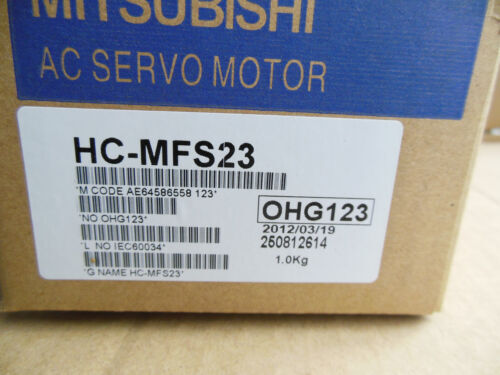 MITSUBISHI
AC SERVO MOTOR
HC-MFS23
*M CODE AE64586558 123*
*NO OHG123*
*L NO IEC60034*
*G NAME HC-MFS23*
OHG123
2012/03/19
250812614
1.0Kg